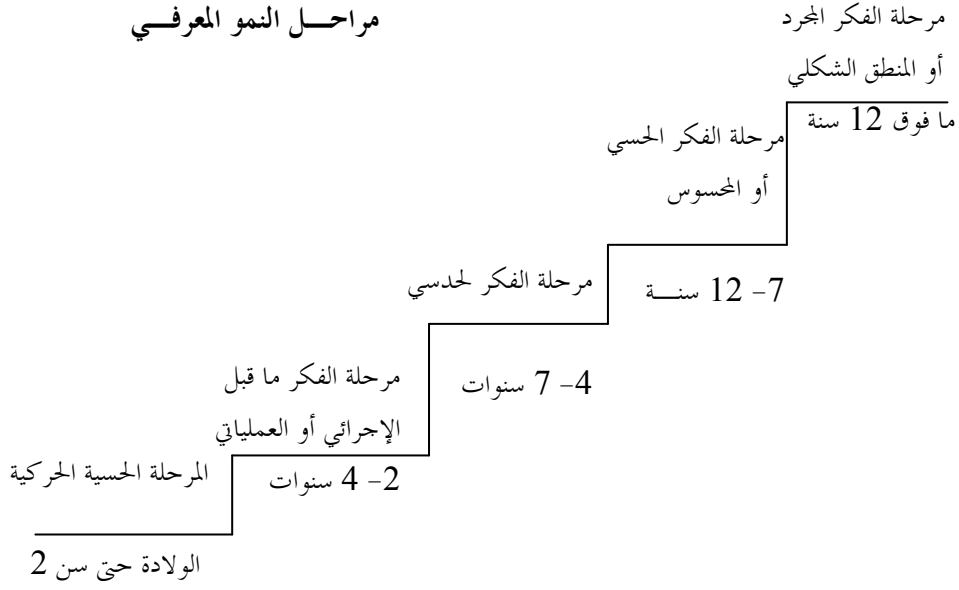 مراحـــل النمو المعرفـــي
مرحلة الفكر المجرد
أو المنطق الشكلي
ما فوق 12 سنة
مرحلة الفكر الحسي
أو المحسوس
7- 12 سنـــة
مرحلة الفكر لحدسي
4- 7 سنوات
مرحلة الفكر ما قبل
الإجرائي أو العملياتي
2- 4 سنوات
المرحلة الحسية الحركية
الولادة حتى سن 2